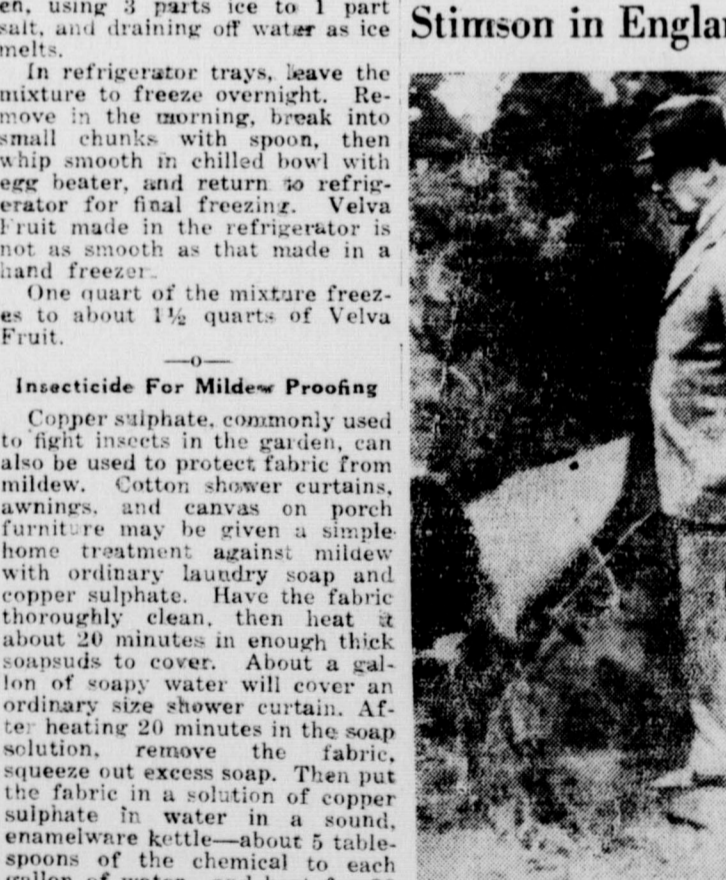 en, using 3 parts ice to 1 part
salt, and draining off water as ice
melts.
In refrigerator trays, leave the
mixture to freeze overnight. Re-
move in the morning, break into
small chunks with spoon, then
whip smooth in chilled bowl with
egg beater, and return to refrig-
erator for final freezing. Velva
Fruit made in the refrigerator is
not as smooth as that made in a
hand freezer.
One quart of the mixture freez-
es to about 1½ quarts of Velva
Fruit.
—o—
Insecticide For Mildew Proofing
Copper sulphate, commonly used
to fight insects in the garden, can
also be used to protect fabric from
mildew. Cotton shower curtains,
awnings, and canvas on porch
furniture may be given a simple
home treatment against mildew
with ordinary laundry soap and
copper sulphate. Have the fabric
thoroughly clean, then heat it
about 20 minutes in enough thick
soapsuds to cover. About a gal-
lon of soapy water will cover an
ordinary size shower curtain. Af-
ter heating 20 minutes in the soap
solution, remove the fabric,
squeeze out excess soap. Then put
the fabric in a solution of copper
sulphate in water in a sound,
enamelware kettle—about 5 table-
spoons of the chemical to each
gallon of water
Stimson in Engla